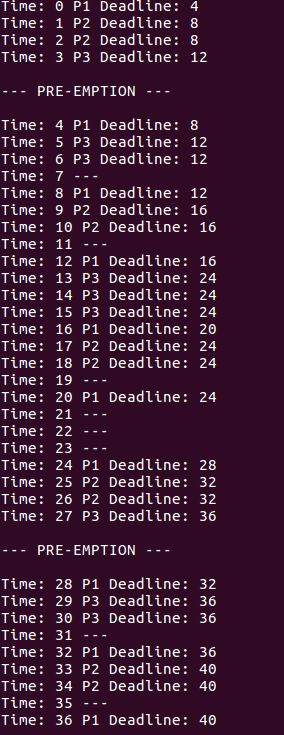 Time: 0 P1 Deadline: 4
Time: 1 P2 Deadline: 8
Time: 2 P2 Deadline: 8
Time: 3 P3 Deadline: 12
--- PRE-EMPTION ---
Time: 4 P1 Deadline: 8
Time: 5 P3 Deadline: 12
Time: 6 P3 Deadline: 12
Time: 7 ---
Time: 8 P1 Deadline: 12
Time: 9 P2 Deadline: 16
Time: 10 P2 Deadline: 16
Time: 11 ---
Time: 12 P1 Deadline: 16
Time: 13 P3 Deadline: 24
Time: 14 P3 Deadline: 24
Time: 15 P3 Deadline: 24
Time: 16 P1 Deadline: 20
Time: 17 P2 Deadline: 24
Time: 18 P2 Deadline: 24
Time: 19 ---
Time: 20 P1 Deadline: 24
Time: 21 ---
Time: 22 ---
Time: 23 ---
Time: 24 P1 Deadline: 28
Time: 25 P2 Deadline: 32
Time: 26 P2 Deadline: 32
Time: 27 P3 Deadline: 36
--- PRE-EMPTION ---
Time: 28 P1 Deadline: 32
Time: 29 P3 Deadline: 36
Time: 30 P3 Deadline: 36
Time: 31 ---
Time: 32 P1 Deadline: 36
Time: 33 P2 Deadline: 40
Time: 34 P2 Deadline: 40
Time: 35 ---
Time: 36 P1 Deadline: 40